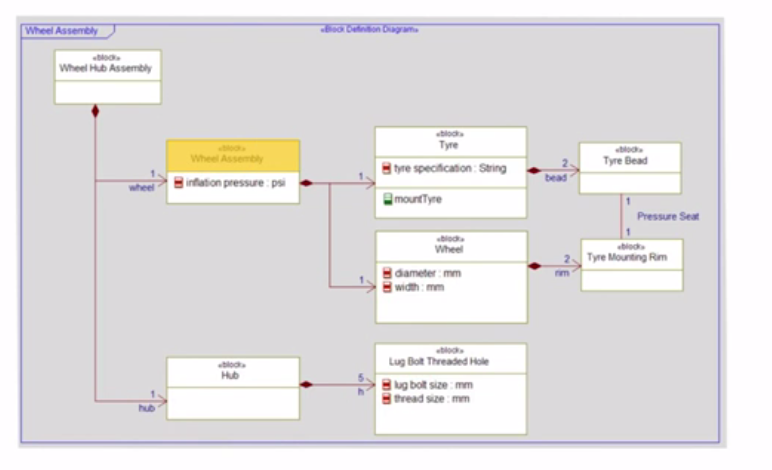 Wheel Assembly
«Block Definition Diagram»
«block»
Wheel Hub Assembly
«block»
Wheel Assembly
inflation pressure : psi
1
wheel
«block»
Tyre
tyre specification : String
mountTyre
1
«block»
Tyre Bead
2
bead
1
Pressure Seat
1
«block»
Wheel
diameter : mm
width : mm
1
«block»
Tyre Mounting Rim
2
rim
«block»
Hub
1
hub
«block»
Lug Bolt Threaded Hole
lug bolt size : mm
thread size : mm
5
h